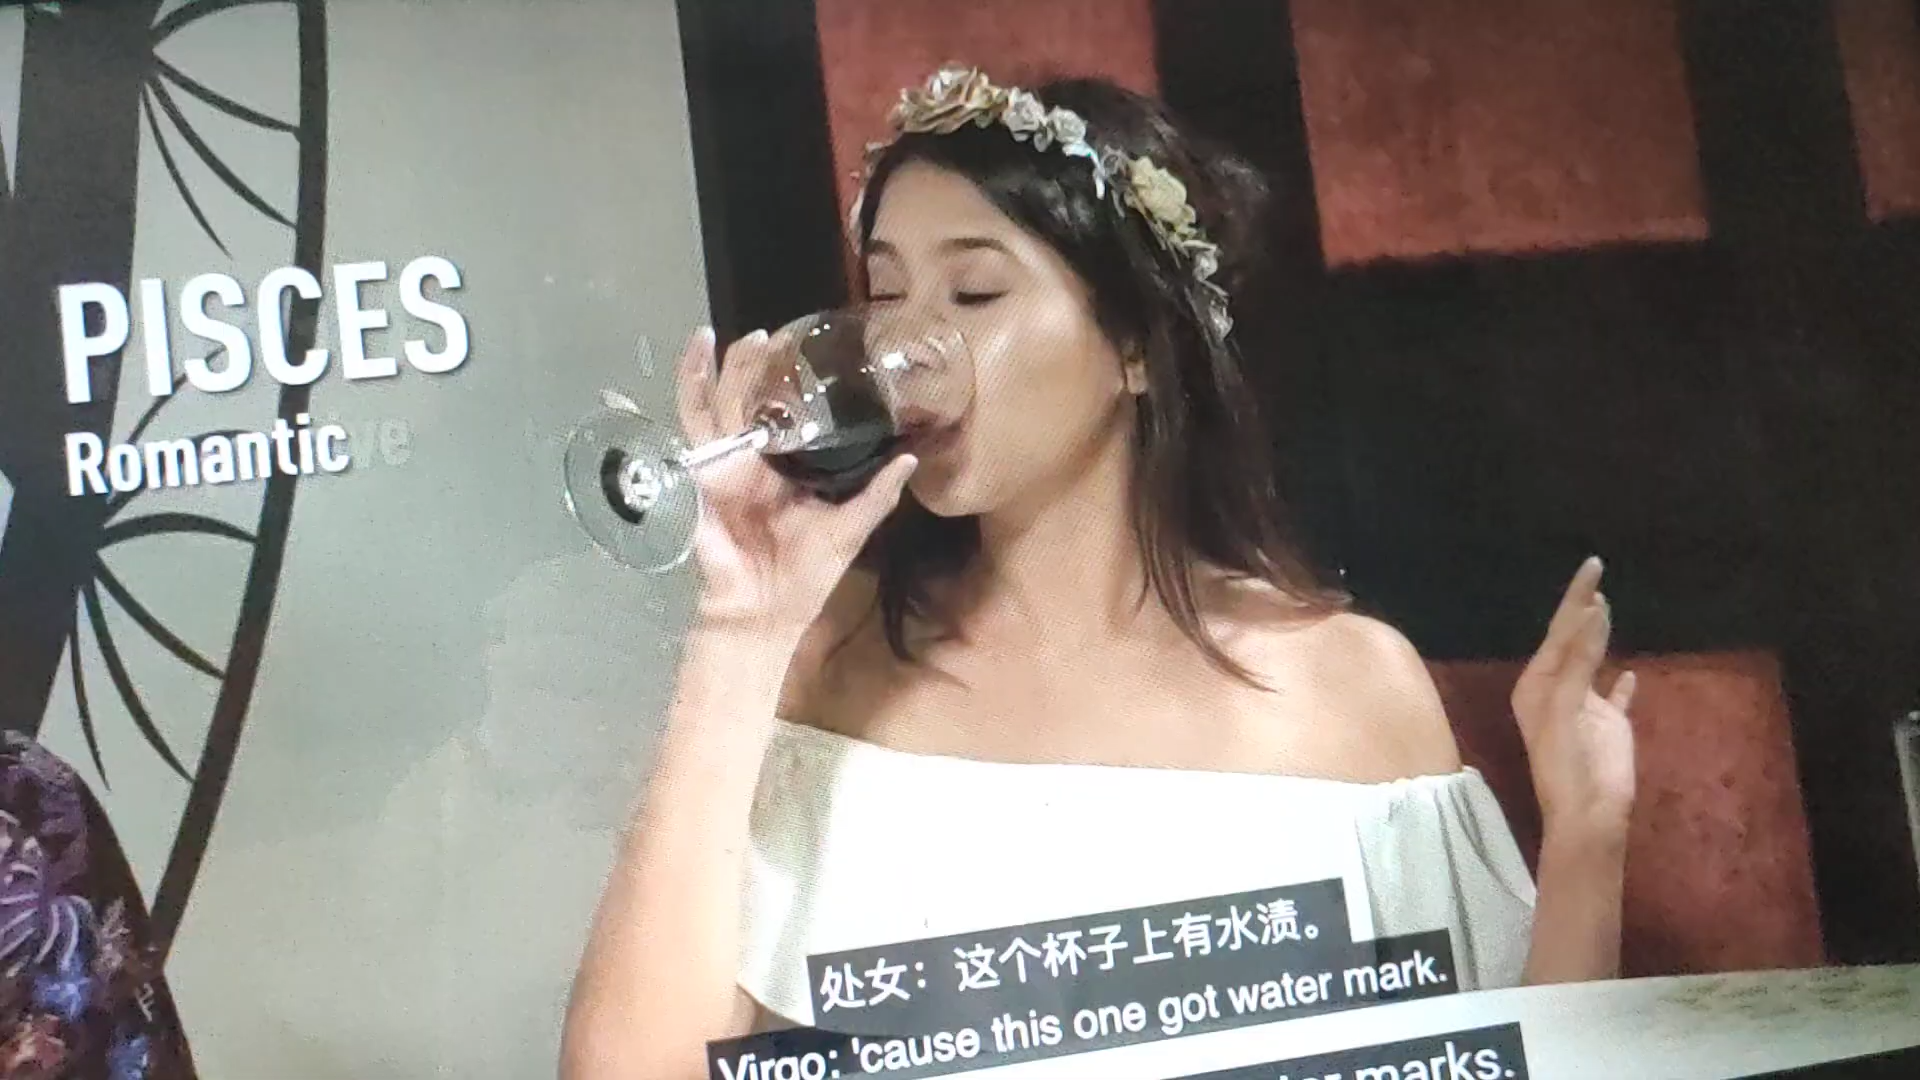 PISCES
Romantic
处女：这个杯子上有水渍。
Virgo: 'cause this one got water mark.
marks.